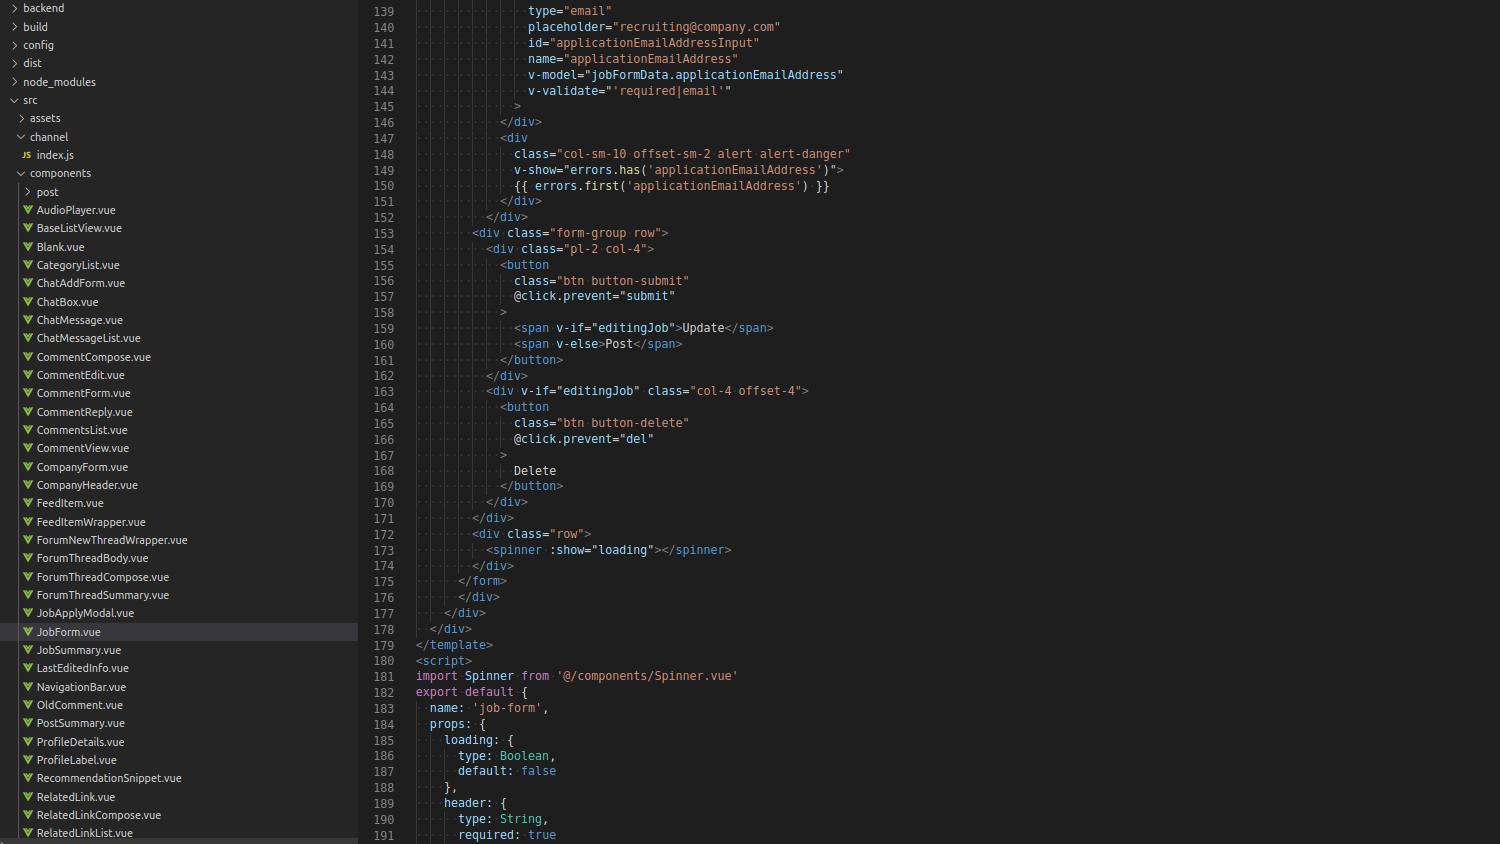 backend
build
config
dist
node_modules
src
assets
channel
JS index.js
components
post
AudioPlayer.vue
BaseListView.vue
Blank.vue
CategoryList.vue
ChatAddForm.vue
ChatBox.vue
ChatMessage.vue
ChatMessageList.vue
CommentCompose.vue
CommentEdit.vue
CommentForm.vue
CommentReply.vue
CommentsList.vue
CommentView.vue
CompanyForm.vue
CompanyHeader.vue
FeedItem.vue
FeedItemWrapper.vue
ForumNewThreadWrapper.vue
ForumThreadBody.vue
ForumThreadCompose.vue
ForumThreadSummary.vue
JobApplyModal.vue
JobForm.vue
JobSummary.vue
LastEditedInfo.vue
NavigationBar.vue
OldComment.vue
PostSummary.vue
ProfileDetails.vue
ProfileLabel.vue
RecommendationSnippet.vue
RelatedLink.vue
RelatedLinkCompose.vue
RelatedLinkList.vue
139 type="email"
140 placeholder="recruiting@company.com"
141 id="applicationEmailAddressInput"
142 name="applicationEmailAddress"
143 v-model="jobFormData.applicationEmailAddress"
144 v-validate="'required|email'"
145 >
146 </div>
147 <div
148 class="col-sm-10 offset-sm-2 alert alert-danger"
149 v-show="errors.has('applicationEmailAddress')">
150 {{ errors.first('applicationEmailAddress') }}
151 </div>
152 </div>
153 <div class="form-group row">
154 <div class="pl-2 col-4">
155 <button
156 class="btn button-submit"
157 @click.prevent="submit"
158 >
159 <span v-if="editingJob">Update</span>
160 <span v-else>Post</span>
161 </button>
162 </div>
163 <div v-if="editingJob" class="col-4 offset-4">
164 <button
165 class="btn button-delete"
166 @click.prevent="del"
167 >
168 Delete
169 </button>
170 </div>
171 </div>
172 <div class="row">
173 <spinner :show="loading"></spinner>
174 </div>
175 </form>
176 </div>
177 </div>
178 </div>
179 </template>
180 <script>
181 import Spinner from '@/components/Spinner.vue'
182 export default {
183 name: 'job-form',
184 props: {
185 loading: {
186 type: Boolean,
187 default: false
188 },
189 header: {
190 type: String,
191 required: true